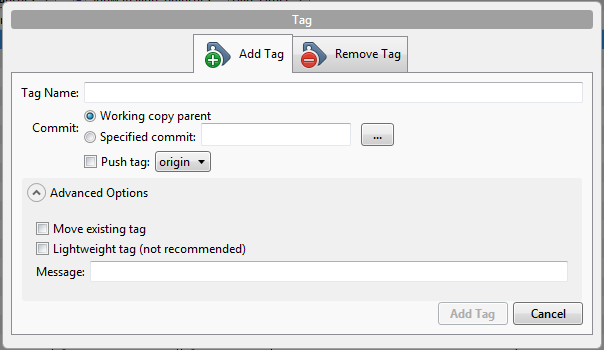 Tag
Add Tag Remove Tag
Tag Name:
Commit: Working copy parent
Specified commit: ...
Push tag: origin
Advanced Options
Move existing tag
Lightweight tag (not recommended)
Message:
Add Tag Cancel